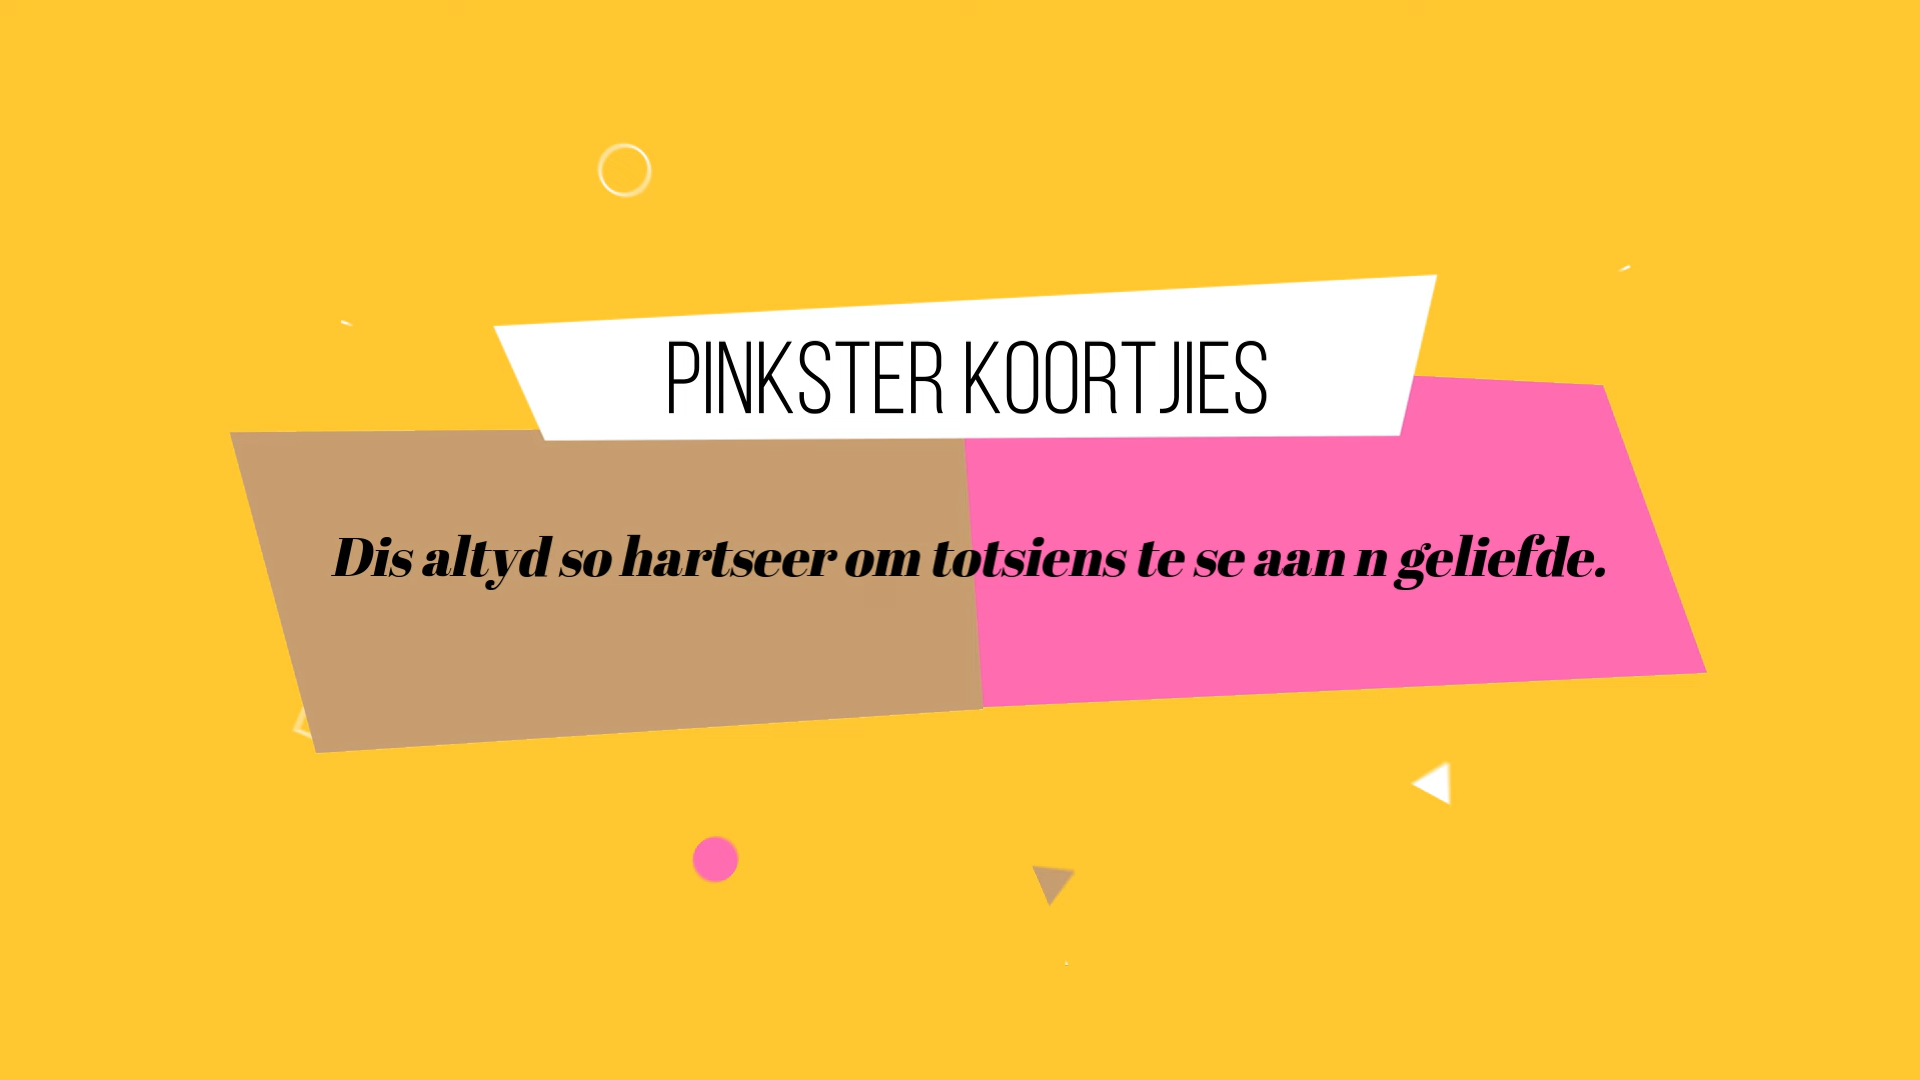 PINKSTER KOORTJIES
Dis altyd so hartseer om totsiens te se aan n geliefde.